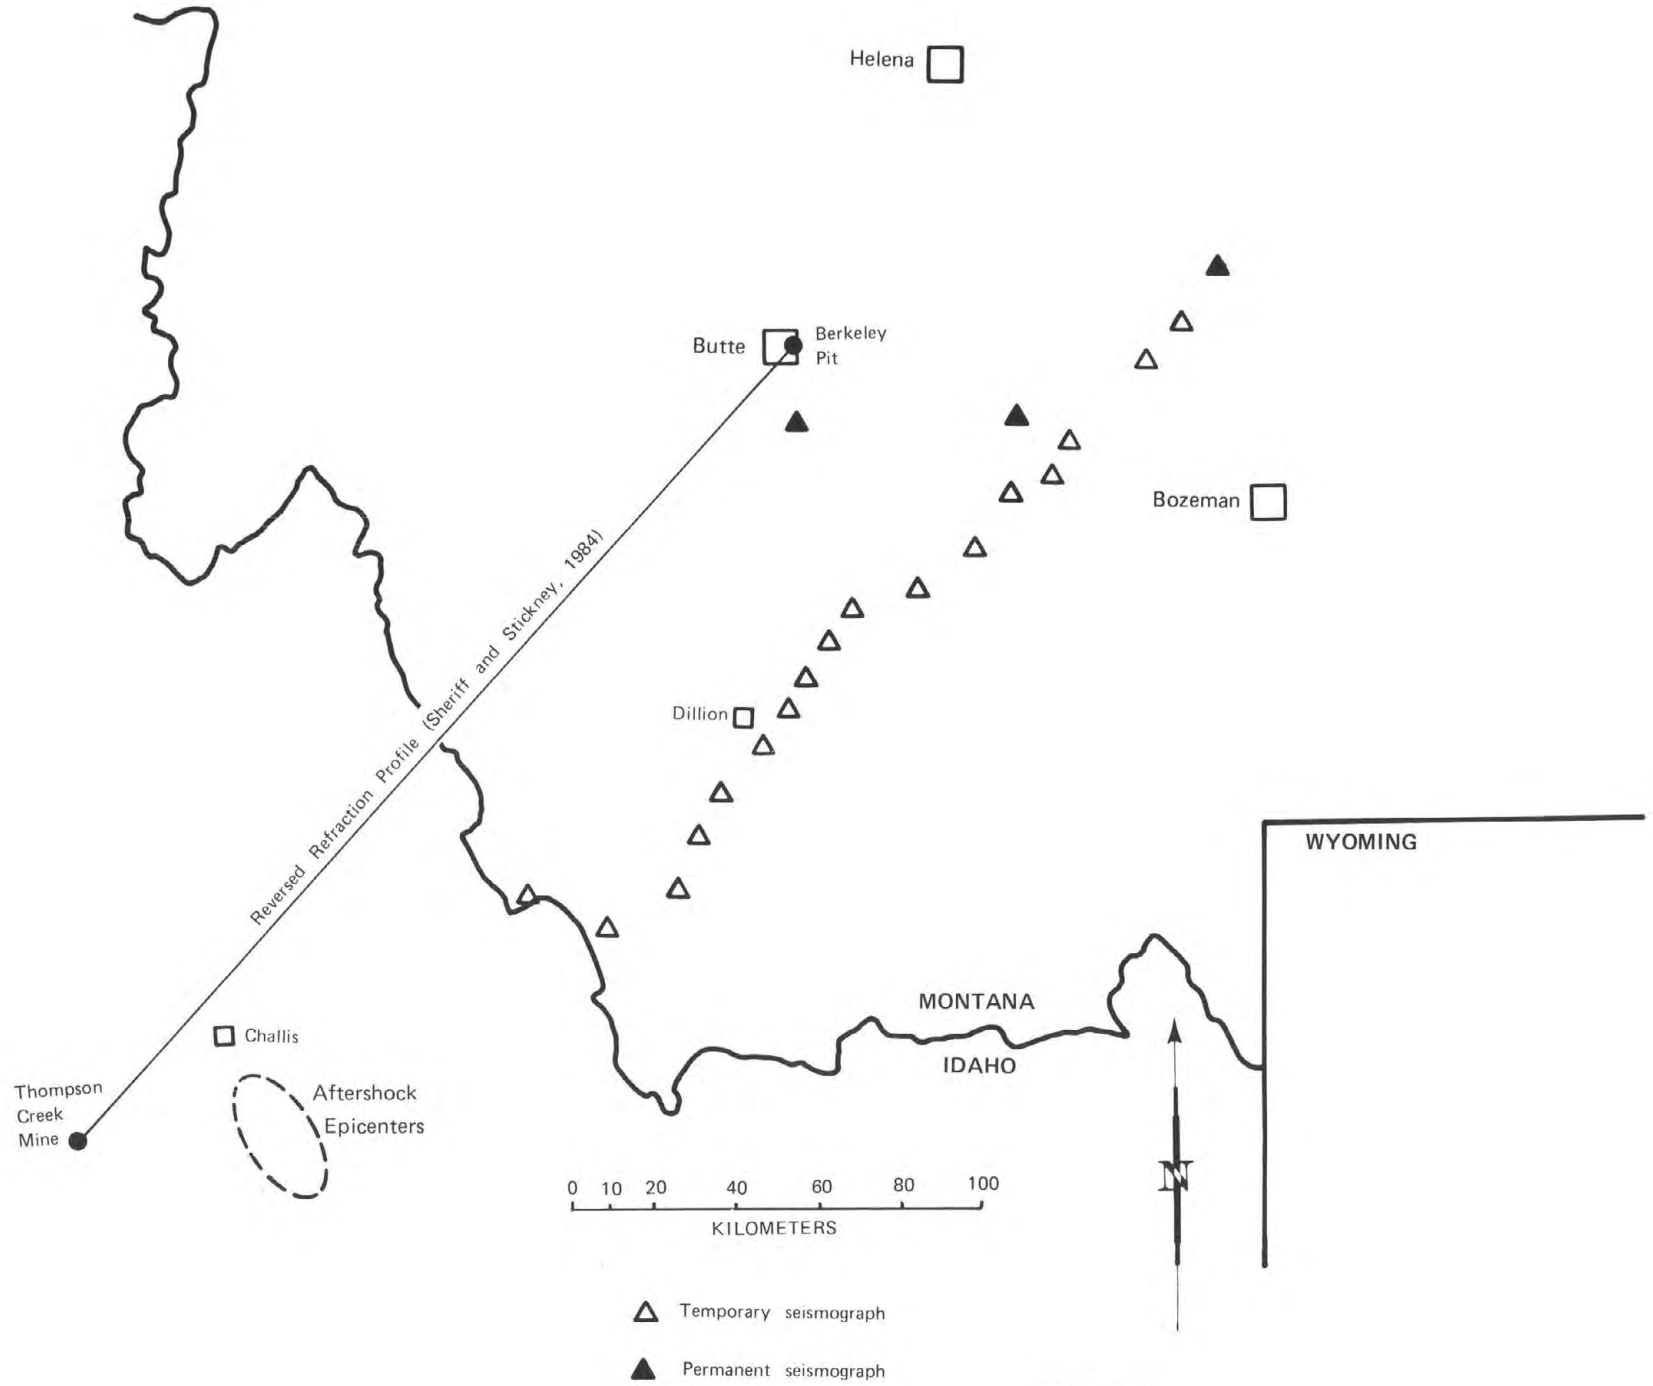 Helena
Butte
Berkeley
Pit
Bozeman
Reversed Refraction Profile (Sheriff and Stickney, 1984)
Dillion
WYOMING
MONTANA
IDAHO
Challis
Thompson
Creek
Mine
Aftershock
Epicenters
N
0 10 20 40 60 80 100
KILOMETERS
Temporary seismograph
Permanent seismograph